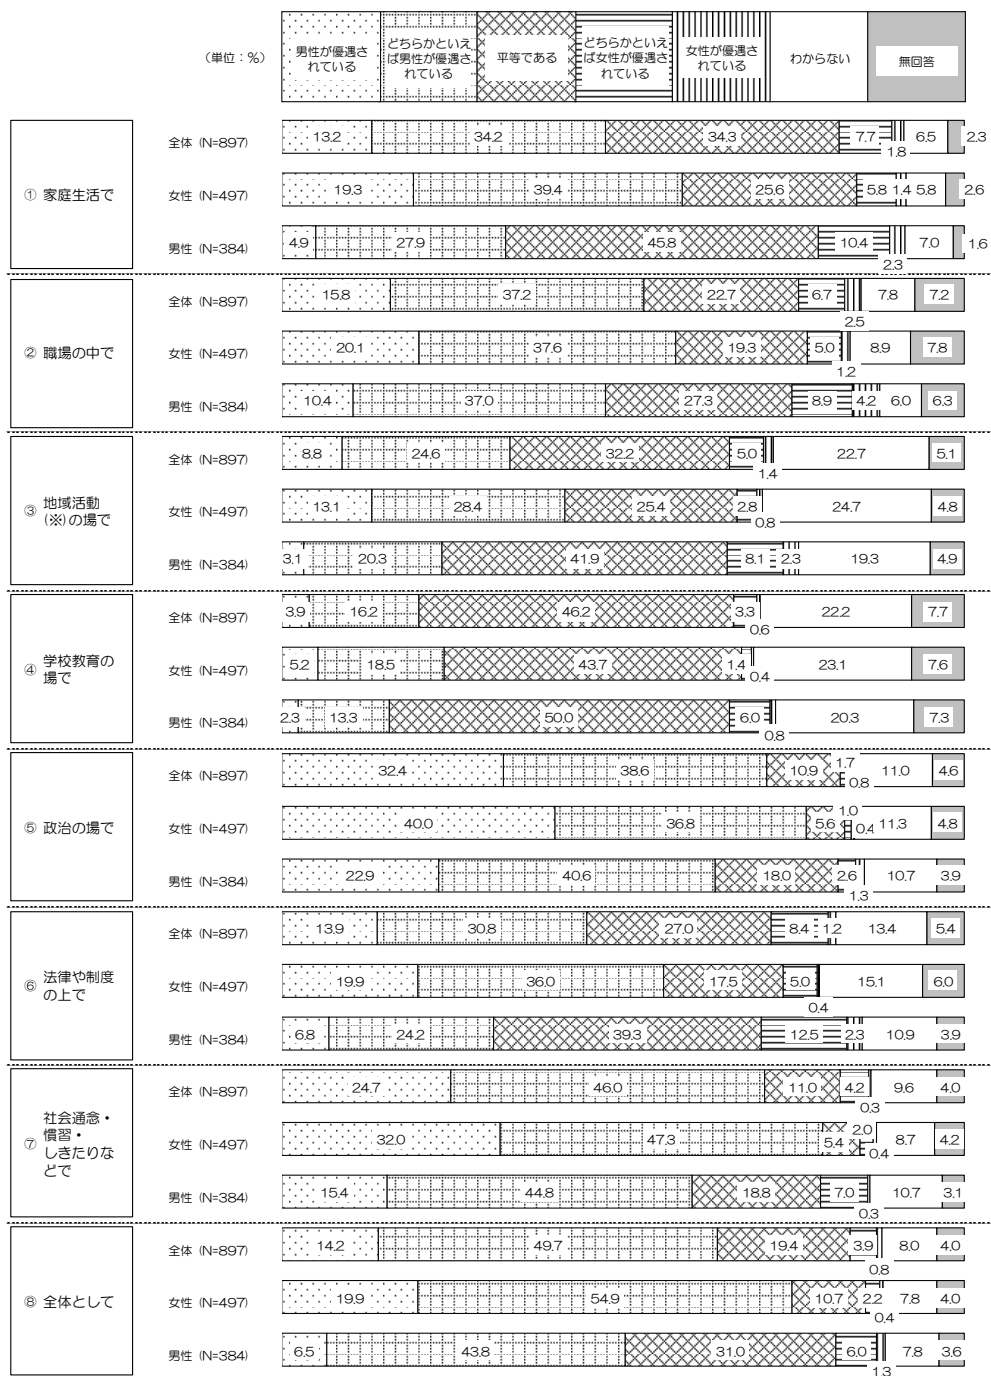 (単位：%)
男性が優遇さ
れている
どちらかといえ
ば男性が優遇さ
れている
平等である
どちらかといえ
ば女性が優遇さ
れている
女性が優遇さ
れている
わからない
無回答
① 家庭生活で
全体 (N=897) 13.2 34.2 34.3 7.7 1.8 6.5 2.3
女性 (N=497) 19.3 39.4 25.6 5.8 1.4 5.8 2.6
男性 (N=384) 4.9 27.9 45.8 10.4 2.3 7.0 1.6
② 職場の中で
全体 (N=897) 15.8 37.2 22.7 6.7 2.5 7.8 7.2
女性 (N=497) 20.1 37.6 19.3 5.0 1.2 8.9 7.8
男性 (N=384) 10.4 37.0 27.3 8.9 4.2 6.0 6.3
③ 地域活動
(※)の場で
全体 (N=897) 8.8 24.6 32.2 5.0 1.4 22.7 5.1
女性 (N=497) 13.1 28.4 25.4 2.8 0.8 24.7 4.8
男性 (N=384) 3.1 20.3 41.9 8.1 2.3 19.3 4.9
④ 学校教育の
場で
全体 (N=897) 3.9 16.2 46.2 3.3 0.6 22.2 7.7
女性 (N=497) 5.2 18.5 43.7 1.4 0.4 23.1 7.6
男性 (N=384) 2.3 13.3 50.0 6.0 0.8 20.3 7.3
⑤ 政治の場で
全体 (N=897) 32.4 38.6 10.9 1.7 0.8 11.0 4.6
女性 (N=497) 40.0 36.8 5.6 1.0 0.4 11.3 4.8
男性 (N=384) 22.9 40.6 18.0 2.6 1.3 10.7 3.9
⑥ 法律や制度
の上で
全体 (N=897) 13.9 30.8 27.0 8.4 1.2 13.4 5.4
女性 (N=497) 19.9 36.0 17.5 5.0 0.4 15.1 6.0
男性 (N=384) 6.8 24.2 39.3 12.5 2.3 10.9 3.9
⑦ 社会通念・
慣習・
しきたりな
どで
全体 (N=897) 24.7 46.0 11.0 4.2 0.3 9.6 4.0
女性 (N=497) 32.0 47.3 5.4 2.0 0.4 8.7 4.2
男性 (N=384) 15.4 44.8 18.8 7.0 0.3 10.7 3.1
⑧ 全体として
全体 (N=897) 14.2 49.7 19.4 3.9 0.8 8.0 4.0
女性 (N=497) 19.9 54.9 10.7 2.2 0.4 7.8 4.0
男性 (N=384) 6.5 43.8 31.0 6.0 1.3 7.8 3.6